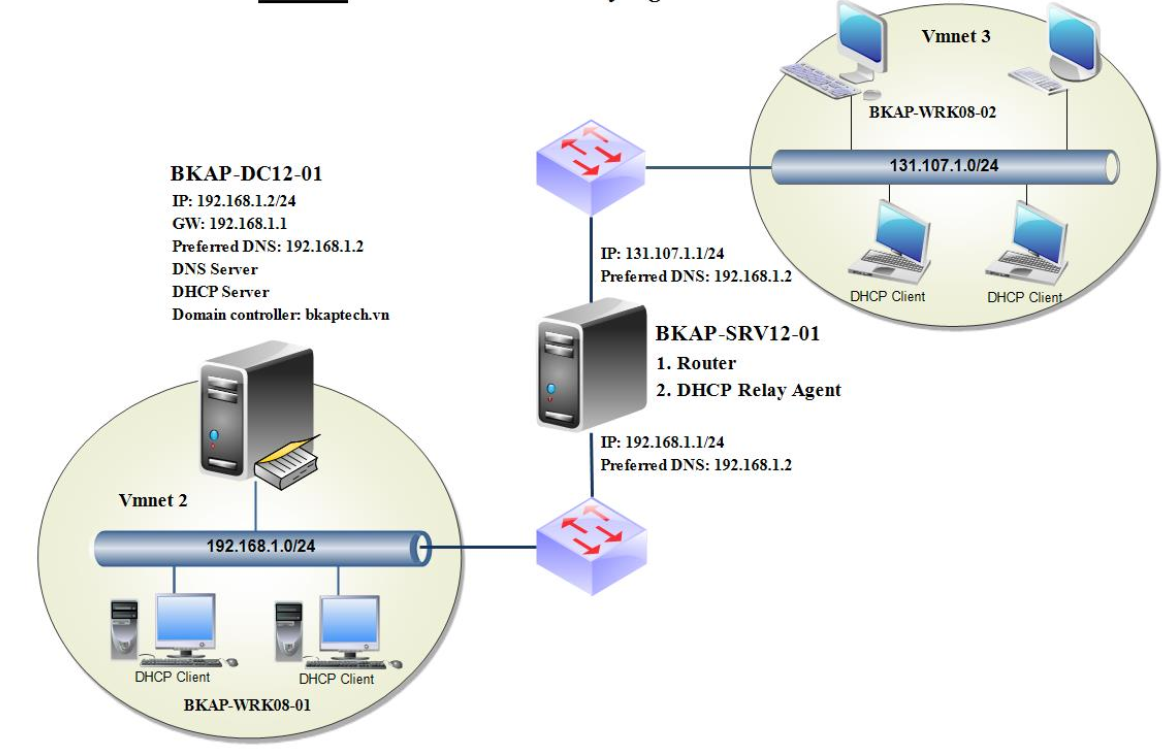 Vmnet 3
BKAP-WRK08-02
131.107.1.0/24
DHCP Client
DHCP Client
BKAP-DC12-01
IP: 192.168.1.2/24
GW: 192.168.1.1
Preferred DNS: 192.168.1.2
DNS Server
DHCP Server
Domain controller: bkaptech.vn
IP: 131.107.1.1/24
Preferred DNS: 192.168.1.2
BKAP-SRV12-01
1. Router
2. DHCP Relay Agent
IP: 192.168.1.1/24
Preferred DNS: 192.168.1.2
Vmnet 2
192.168.1.0/24
DHCP Client
DHCP Client
BKAP-WRK08-01